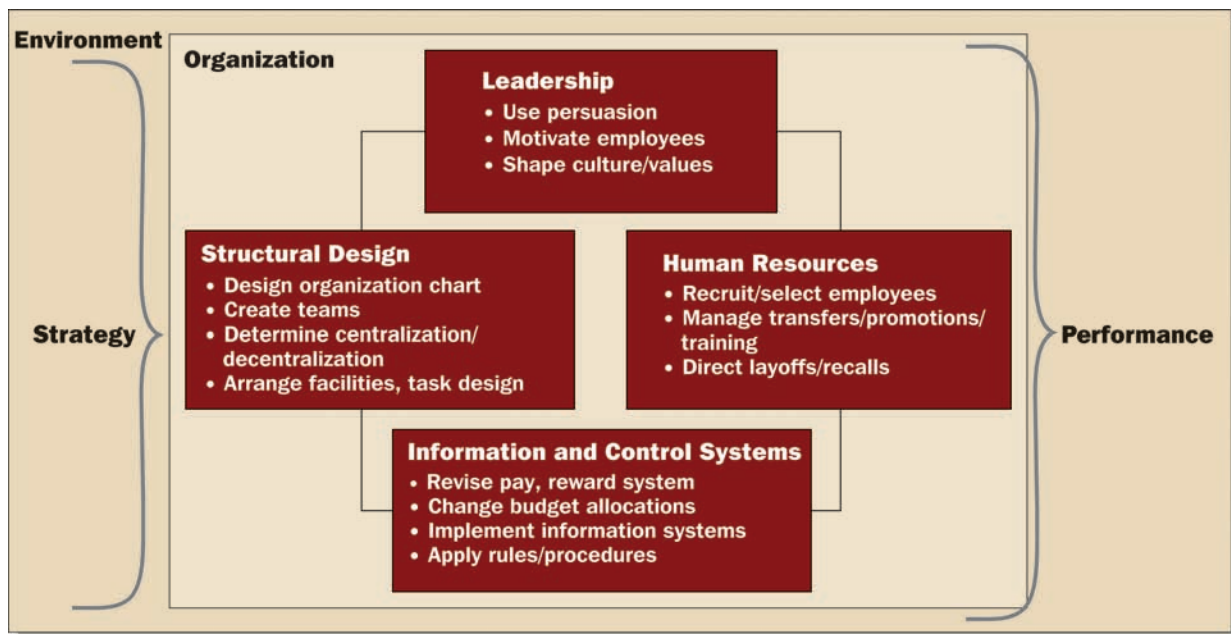 Environment
Organization
Leadership
• Use persuasion
• Motivate employees
• Shape culture/values
Structural Design
• Design organization chart
• Create teams
• Determine centralization/
decentralization
• Arrange facilities, task design
Human Resources
• Recruit/select employees
• Manage transfers/promotions/
training
• Direct layoffs/recalls
Strategy
Performance
Information and Control Systems
• Revise pay, reward system
• Change budget allocations
• Implement information systems
• Apply rules/procedures